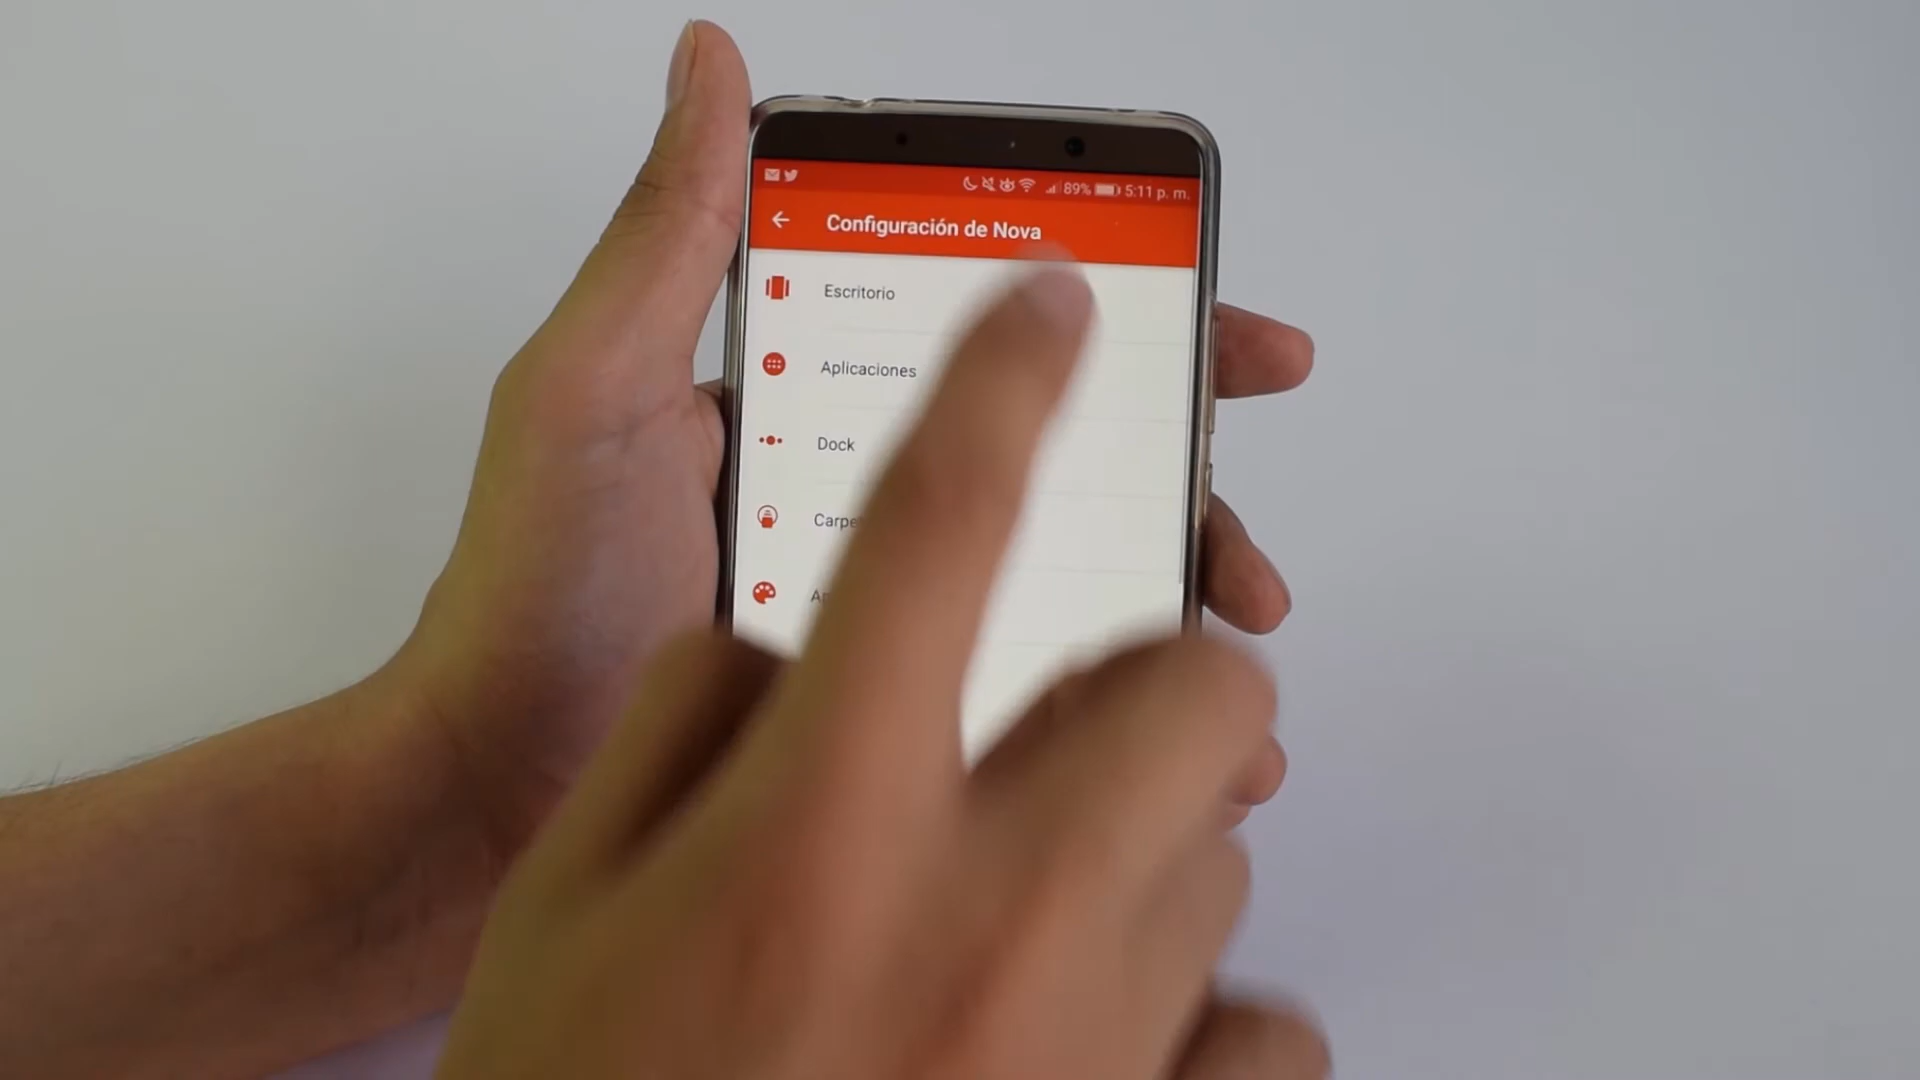 89% 5:11 p. m.
Configuración de Nova
Escritorio
Aplicaciones
Dock